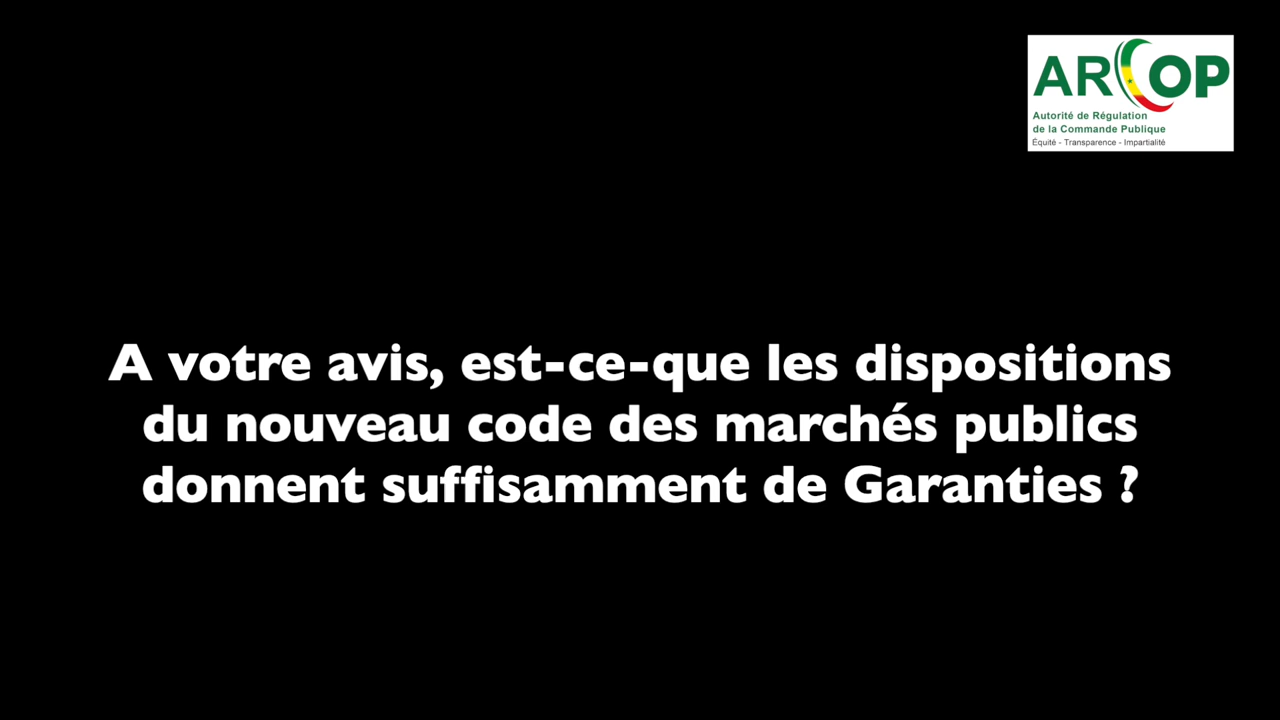 ARCOP
Autorité de Régulation
de la Commande Publique
Équité - Transparence - Impartialité
A votre avis, est-ce-que les dispositions
du nouveau code des marchés publics
donnent suffisamment de Garanties ?